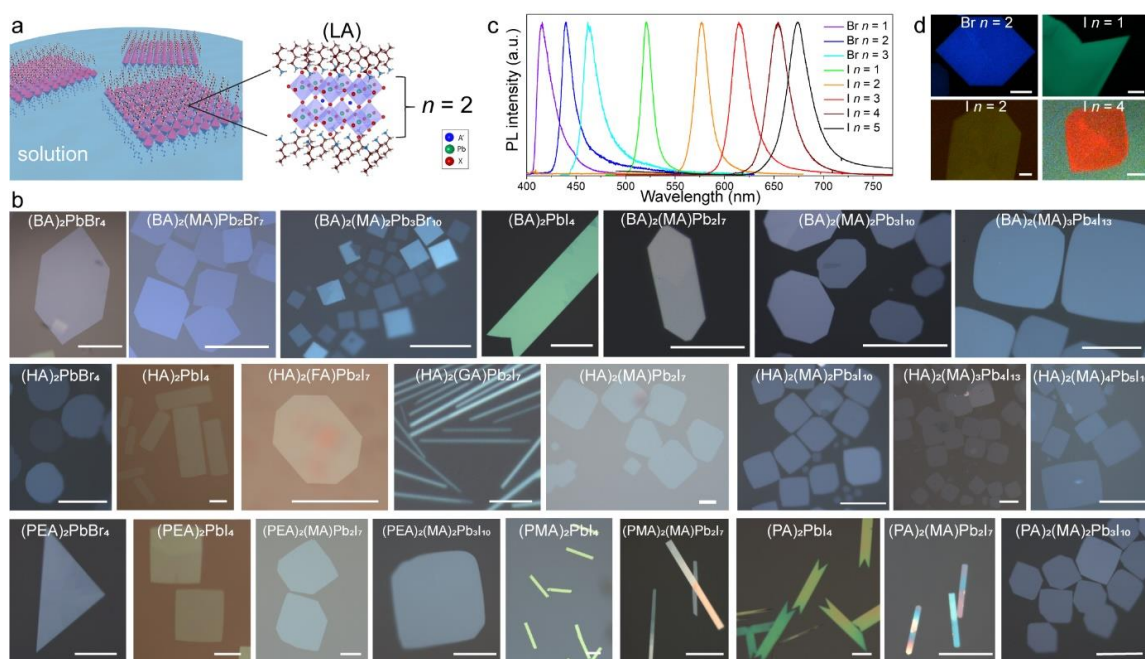 a
(LA)
n = 2
A'
Pb
X
solution
c
PL intensity (a.u.)
Br n = 1
Br n = 2
Br n = 3
I n = 1
I n = 2
I n = 3
I n = 4
I n = 5
400 450 500 550 600 650 700 750
Wavelength (nm)
d
Br n = 2
I n = 1
I n = 2
I n = 4
b
(BA)₂PbBr₄
(BA)₂(MA)Pb₂Br₇
(BA)₂(MA)₂Pb₃Br₁₀
(BA)₂PbI₄
(BA)₂(MA)Pb₂I₇
(BA)₂(MA)₂Pb₃I₁₀
(BA)₂(MA)₃Pb₄I₁₃
(HA)₂PbBr₄
(HA)₂PbI₄
(HA)₂(FA)Pb₂I₇
(HA)₂(GA)Pb₂I₇
(HA)₂(MA)Pb₂I₇
(HA)₂(MA)₂Pb₃I₁₀
(HA)₂(MA)₃Pb₄I₁₃
(HA)₂(MA)₄Pb₅I₁
(PEA)₂PbBr₄
(PEA)₂PbI₄
(PEA)₂(MA)Pb₂I₇
(PEA)₂(MA)₂Pb₃I₁₀
(PMA)₂PbI₄
(PMA)₂(MA)Pb₂I₇
(PA)₂PbI₄
(PA)₂(MA)Pb₂I₇
(PA)₂(MA)₂Pb₃I₁₀